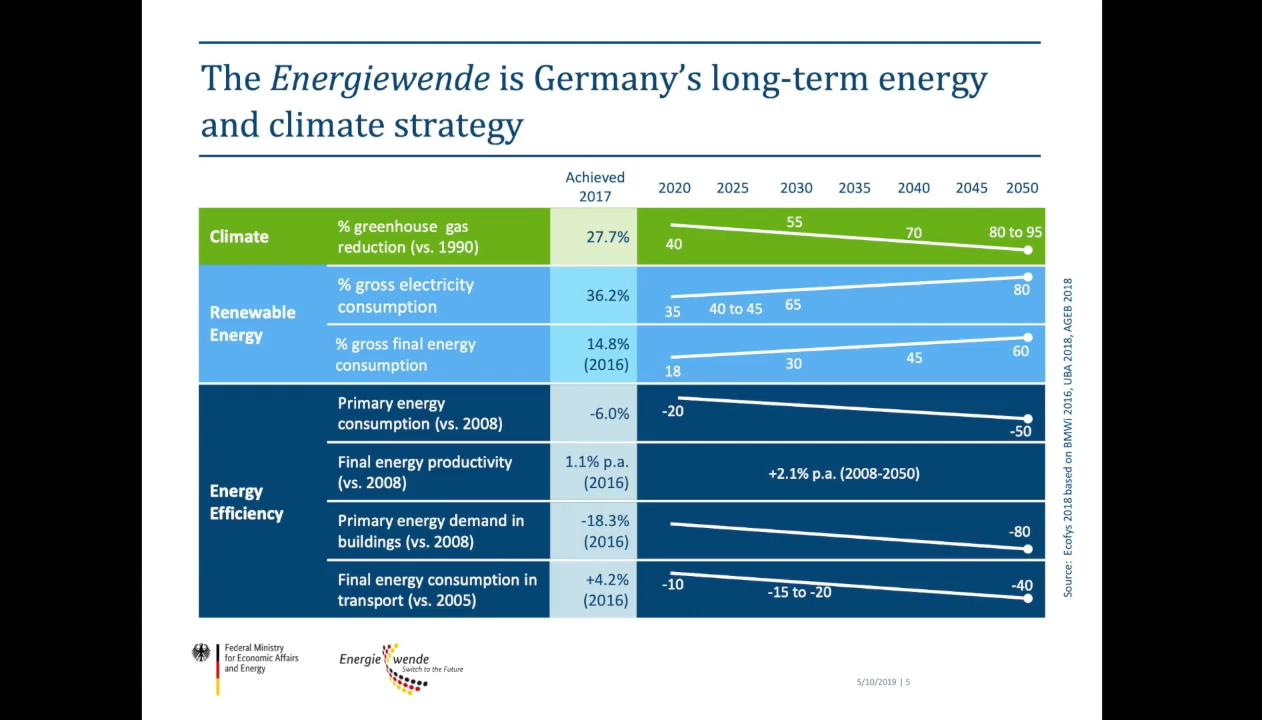 The Energiewende is Germany's long-term energy
and climate strategy
Achieved
2017
2020 2025 2030 2035 2040 2045 2050
Climate
% greenhouse gas
reduction (vs. 1990)
27.7%
40 55 70 80 to 95
Renewable
Energy
% gross electricity
consumption
36.2%
35 40 to 45 65 80
% gross final energy
consumption
14.8%
(2016)
18 30 45 60
Energy
Efficiency
Primary energy
consumption (vs. 2008)
-6.0%
-20 -50
Final energy productivity
(vs. 2008)
1.1% p.a.
(2016)
+2.1% p.a. (2008-2050)
Primary energy demand in
buildings (vs. 2008)
-18.3%
(2016)
-80
Final energy consumption in
transport (vs. 2005)
+4.2%
(2016)
-10 -15 to -20 -40
Source: Ecofys 2018 based on BMWi 2016, UBA 2018, AGEB 2018
Federal Ministry
for Economic Affairs
and Energy
Energie wende
Switch to the Future
5/10/2019 | 5